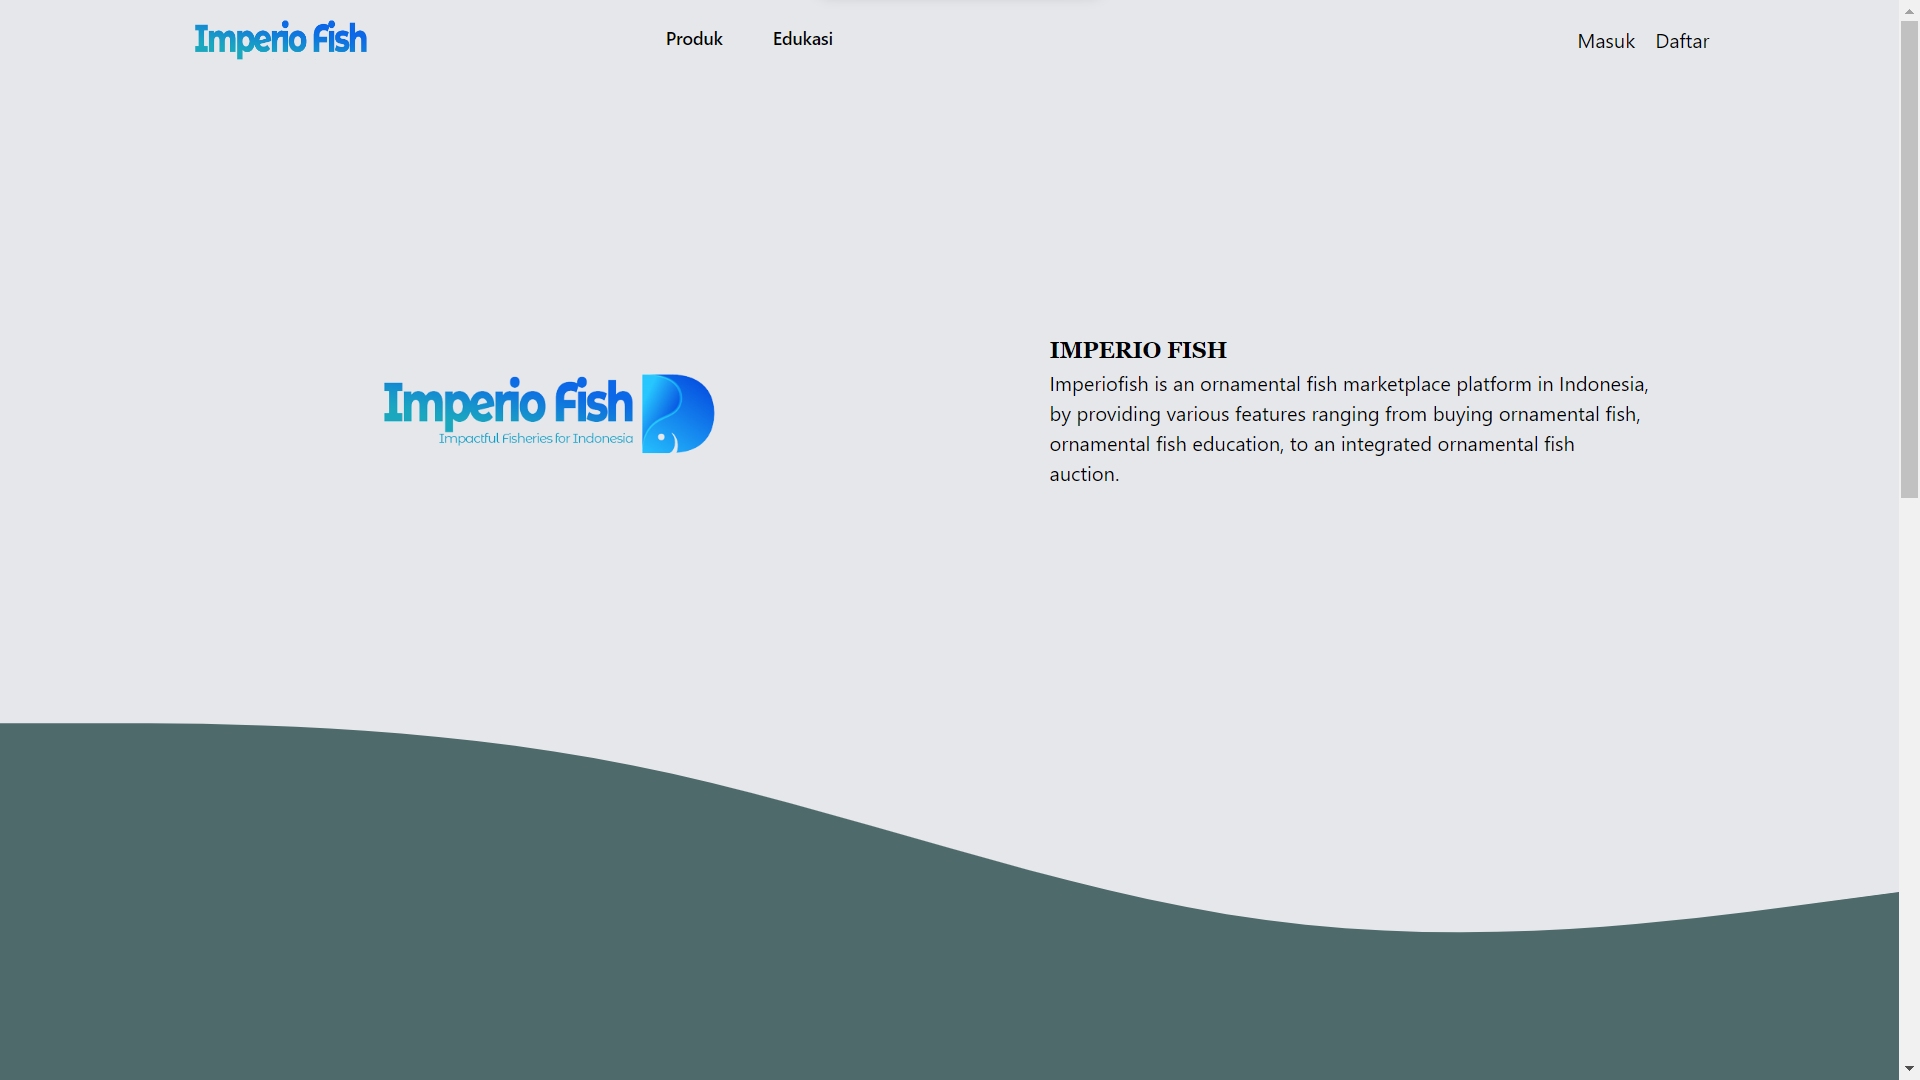 Imperio Fish
Produk
Edukasi
Masuk
Daftar
Imperio Fish
Impactful Fisheries for Indonesia
IMPERIO FISH
Imperiofish is an ornamental fish marketplace platform in Indonesia,
by providing various features ranging from buying ornamental fish,
ornamental fish education, to an integrated ornamental fish
auction.